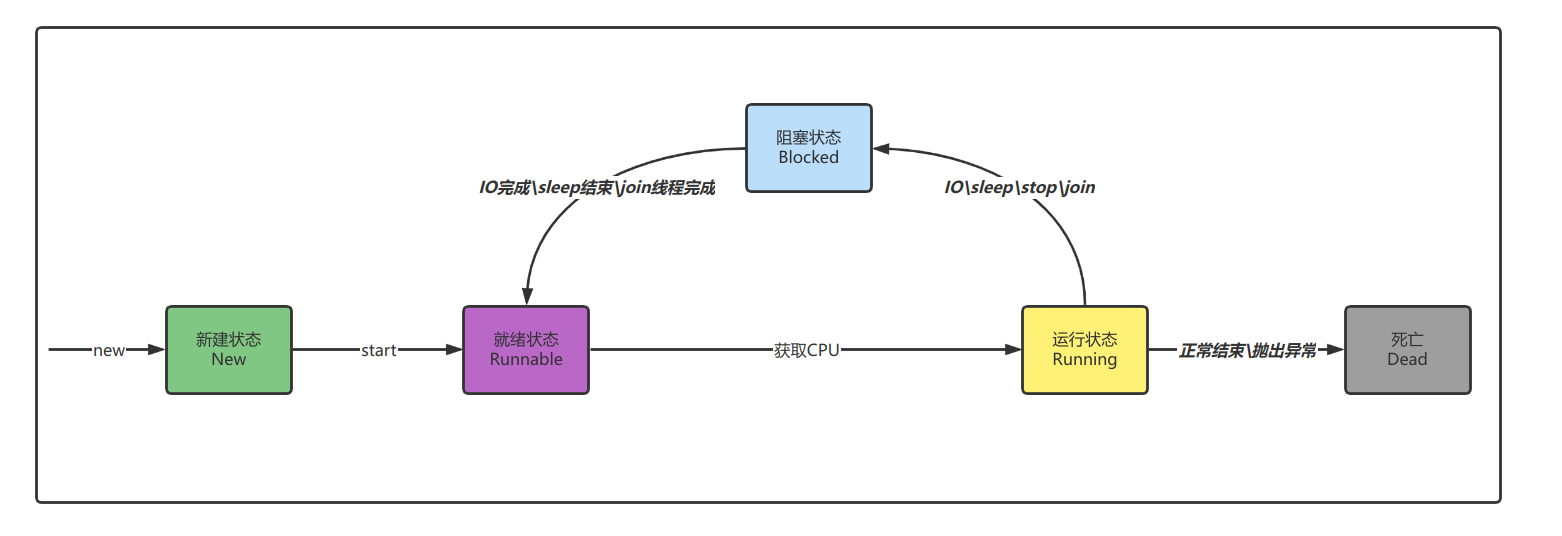 阻塞状态
Blocked
IO完成\sleep结束\join线程完成
IO\sleep\stop\join
new
新建状态
New
start
就绪状态
Runnable
获取CPU
运行状态
Running
正常结束\抛出异常
死亡
Dead